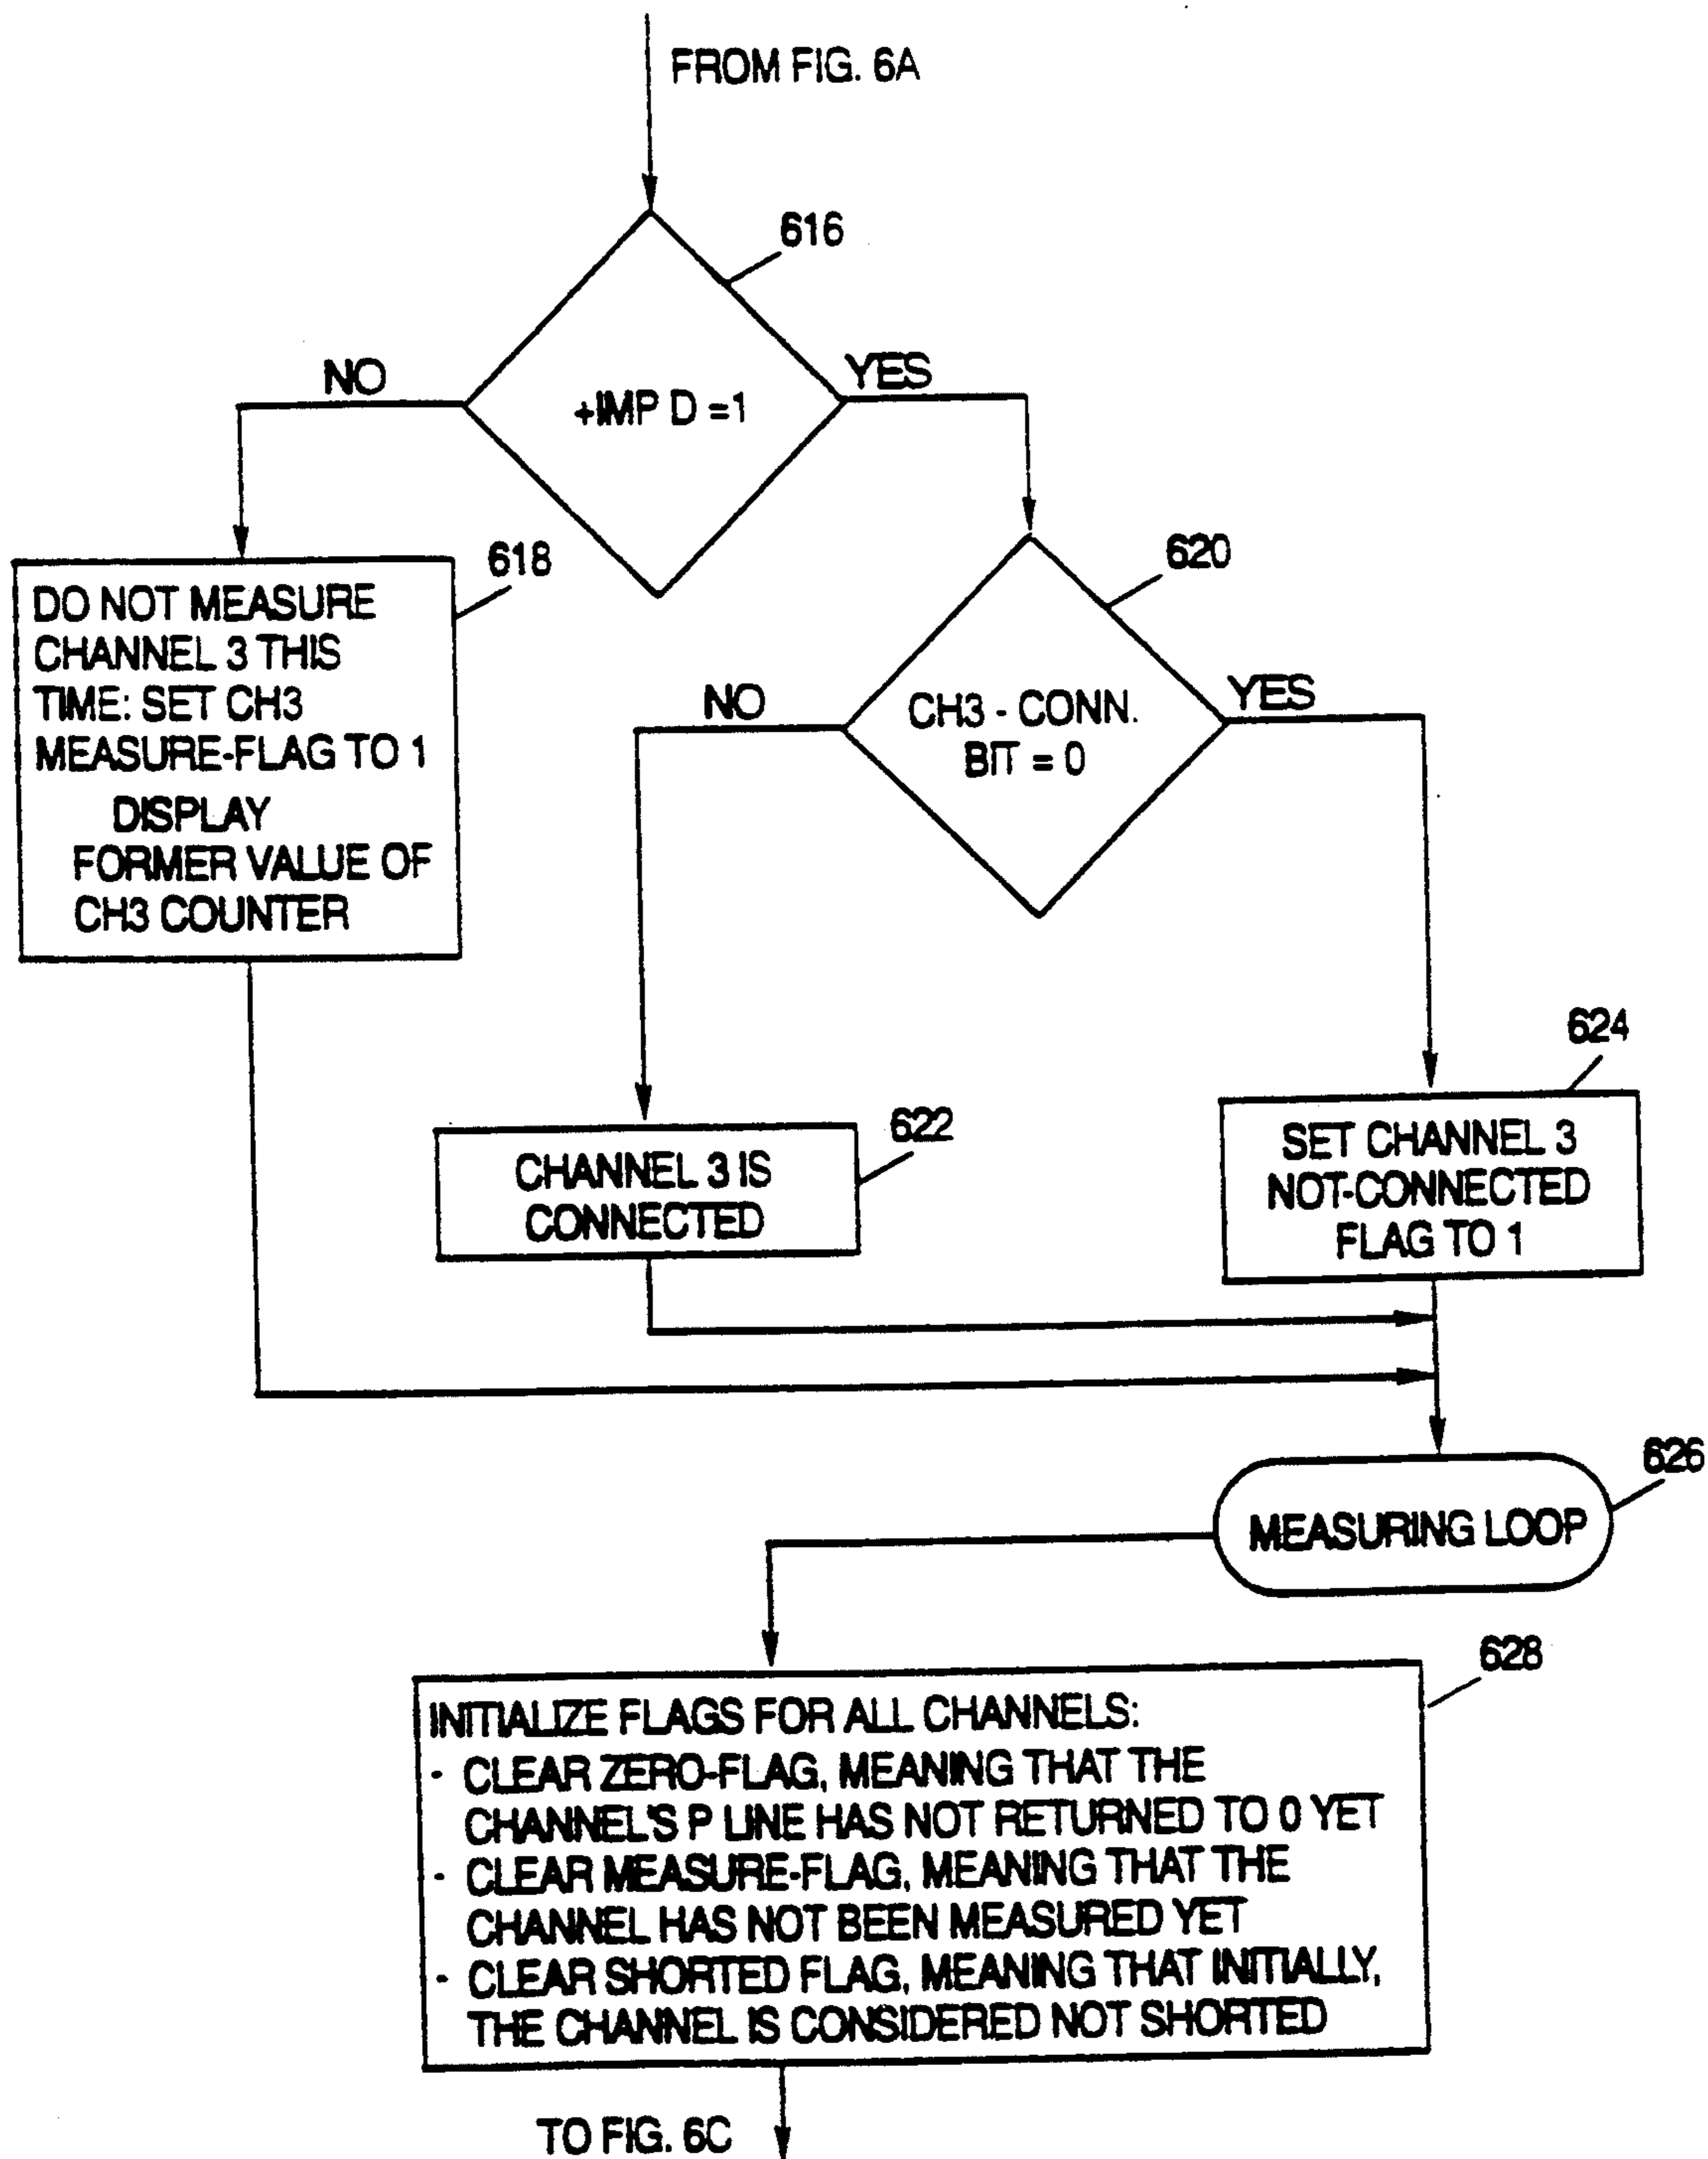 FROM FIG. 6A
616
NO
YES
+IMP D =1
618
DO NOT MEASURE
CHANNEL 3 THIS
TIME: SET CH3
MEASURE-FLAG TO 1
DISPLAY
FORMER VALUE OF
CH3 COUNTER
620
NO
YES
CH3 - CONN.
BIT = 0
622
CHANNEL 3 IS
CONNECTED
624
SET CHANNEL 3
NOT-CONNECTED
FLAG TO 1
626
MEASURING LOOP
628
INITIALIZE FLAGS FOR ALL CHANNELS:
- CLEAR ZERO-FLAG, MEANING THAT THE
CHANNEL'S P LINE HAS NOT RETURNED TO 0 YET
- CLEAR MEASURE-FLAG, MEANING THAT THE
CHANNEL HAS NOT BEEN MEASURED YET
- CLEAR SHORTED FLAG, MEANING THAT INITIALLY,
THE CHANNEL IS CONSIDERED NOT SHORTED
TO FIG. 6C